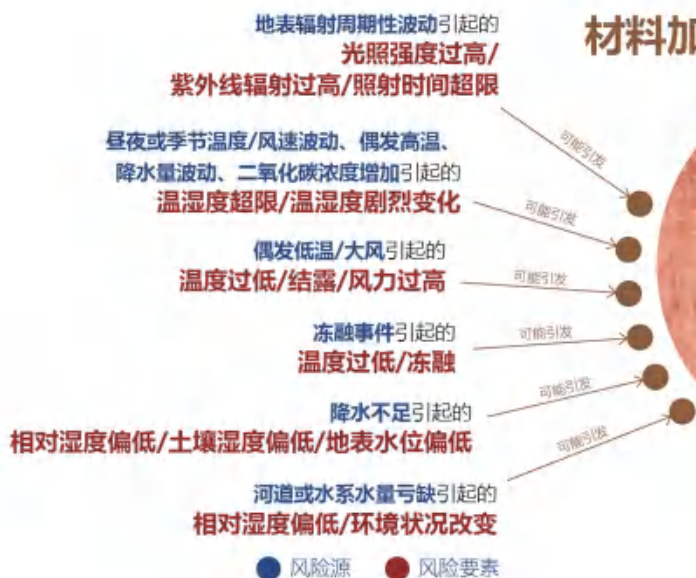 地表辐射周期性波动引起的
光照强度过高/
紫外线辐射过高/照射时间超限
材料加
可能引发
昼夜或季节温度/风速波动、偶发高温、
降水量波动、二氧化碳浓度增加引起的
温湿度超限/温湿度剧烈变化
可能引发
偶发低温/大风引起的
温度过低/结露/风力过高
可能引发
冻融事件引起的
温度过低/冻融
可能引发
降水不足引起的
相对湿度偏低/土壤湿度偏低/地表水位偏低
可能引发
河道或水系水量亏缺引起的
相对湿度偏低/环境状况改变
可能引发
风险源 风险要素